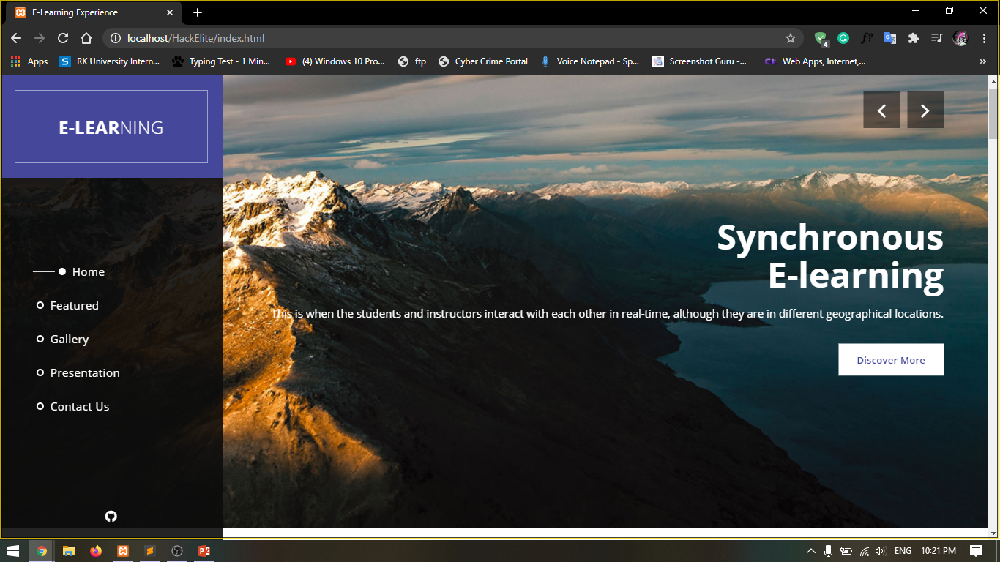 E-Learning Experience
localhost/HackElite/index.html
4
f?
Apps
RK University Intern...
Typing Test - 1 Min...
(4) Windows 10 Pro...
ftp
Cyber Crime Portal
Voice Notepad - Sp...
Screenshot Guru -...
Web Apps, Internet,...
»
E-LEARNING
Home
Featured
Gallery
Presentation
Contact Us
Synchronous
E-learning
This is when the students and instructors interact with each other in real-time, although they are in different geographical locations.
Discover More
ENG
10:21 PM